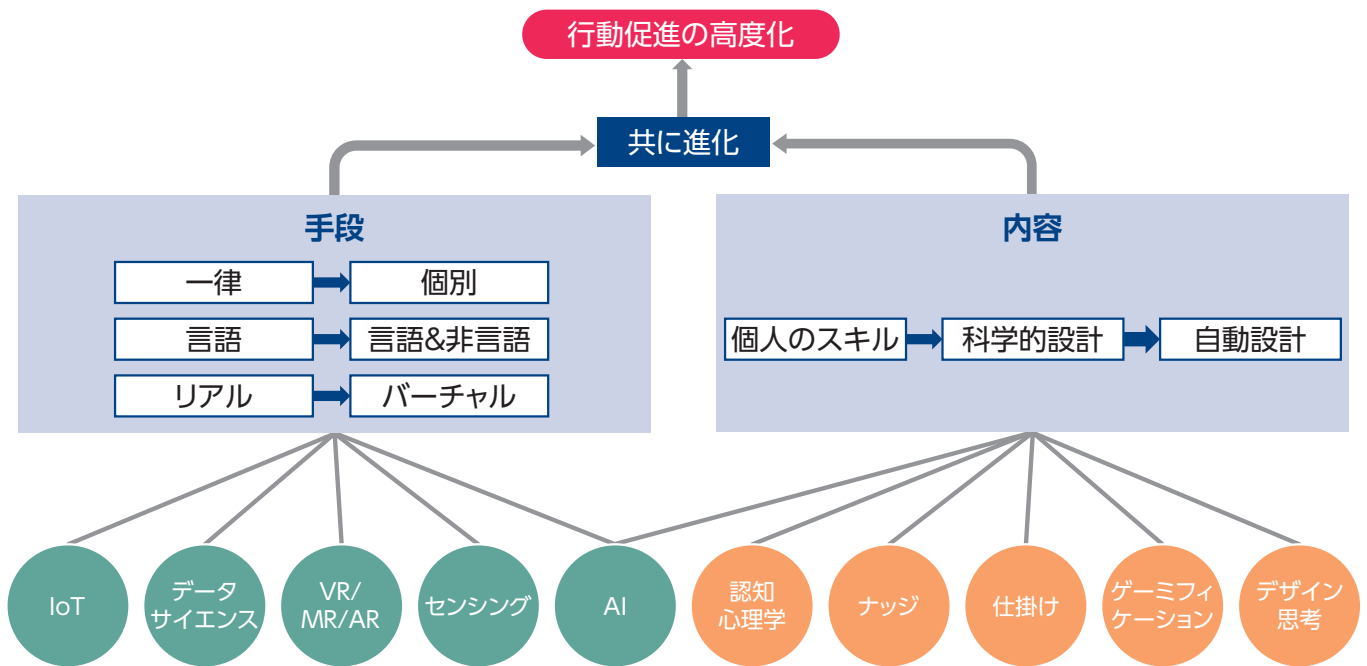 行動促進の高度化
共に進化
手段
一律
個別
言語
言語&非言語
リアル
バーチャル
内容
個人のスキル
科学的設計
自動設計
IoT
データ
サイエンス
VR/
MR/AR
センシング
AI
認知
心理学
ナッジ
仕掛け
ゲーミフィ
ケーション
デザイン
思考